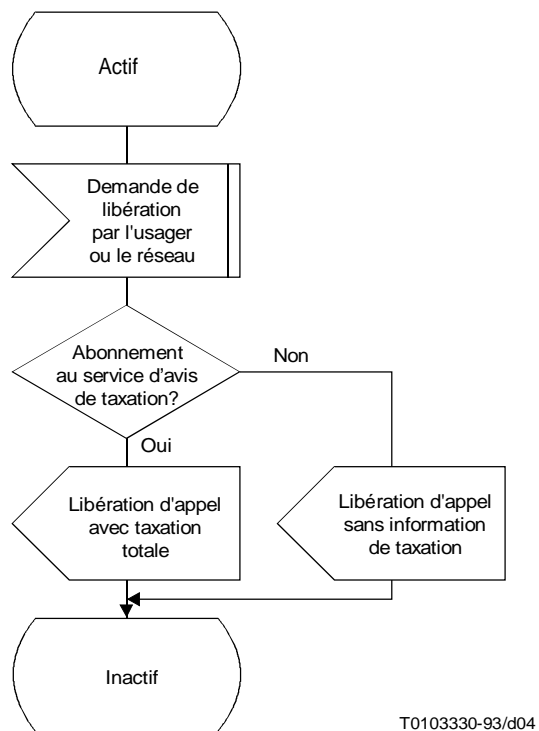 Actif
Demande de
libération
par l'usager
ou le réseau
Abonnement
au service d'avis
de taxation?
Non
Oui
Libération d'appel
avec taxation
totale
Libération d'appel
sans information
de taxation
Inactif
T0103330-93/d04